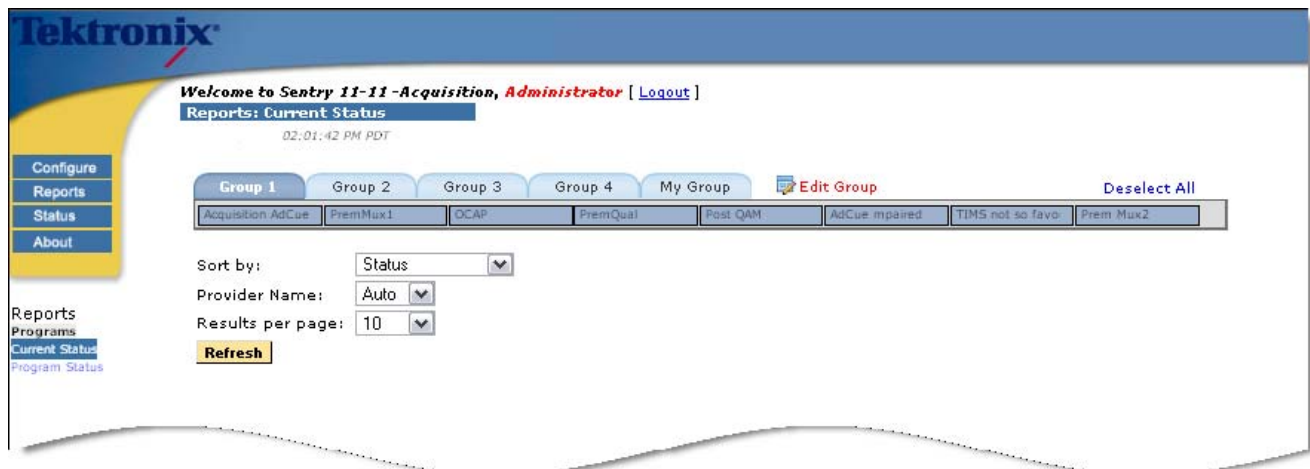 Tektronix
Welcome to Sentry 11-11 -Acquisition, Administrator [ Logout ]
Reports: Current Status
02:01:42 PM PDT
Configure
Reports
Status
About
Group 1 Group 2 Group 3 Group 4 My Group Edit Group Deselect All
Acquisition AdCue PremMux1 OCAP PremQual Post QAM AdCue mpaired TIMS not so favo Prem Mux2
Sort by: Status
Provider Name: Auto
Results per page: 10
Refresh
Reports
Programs
Current Status
Program Status